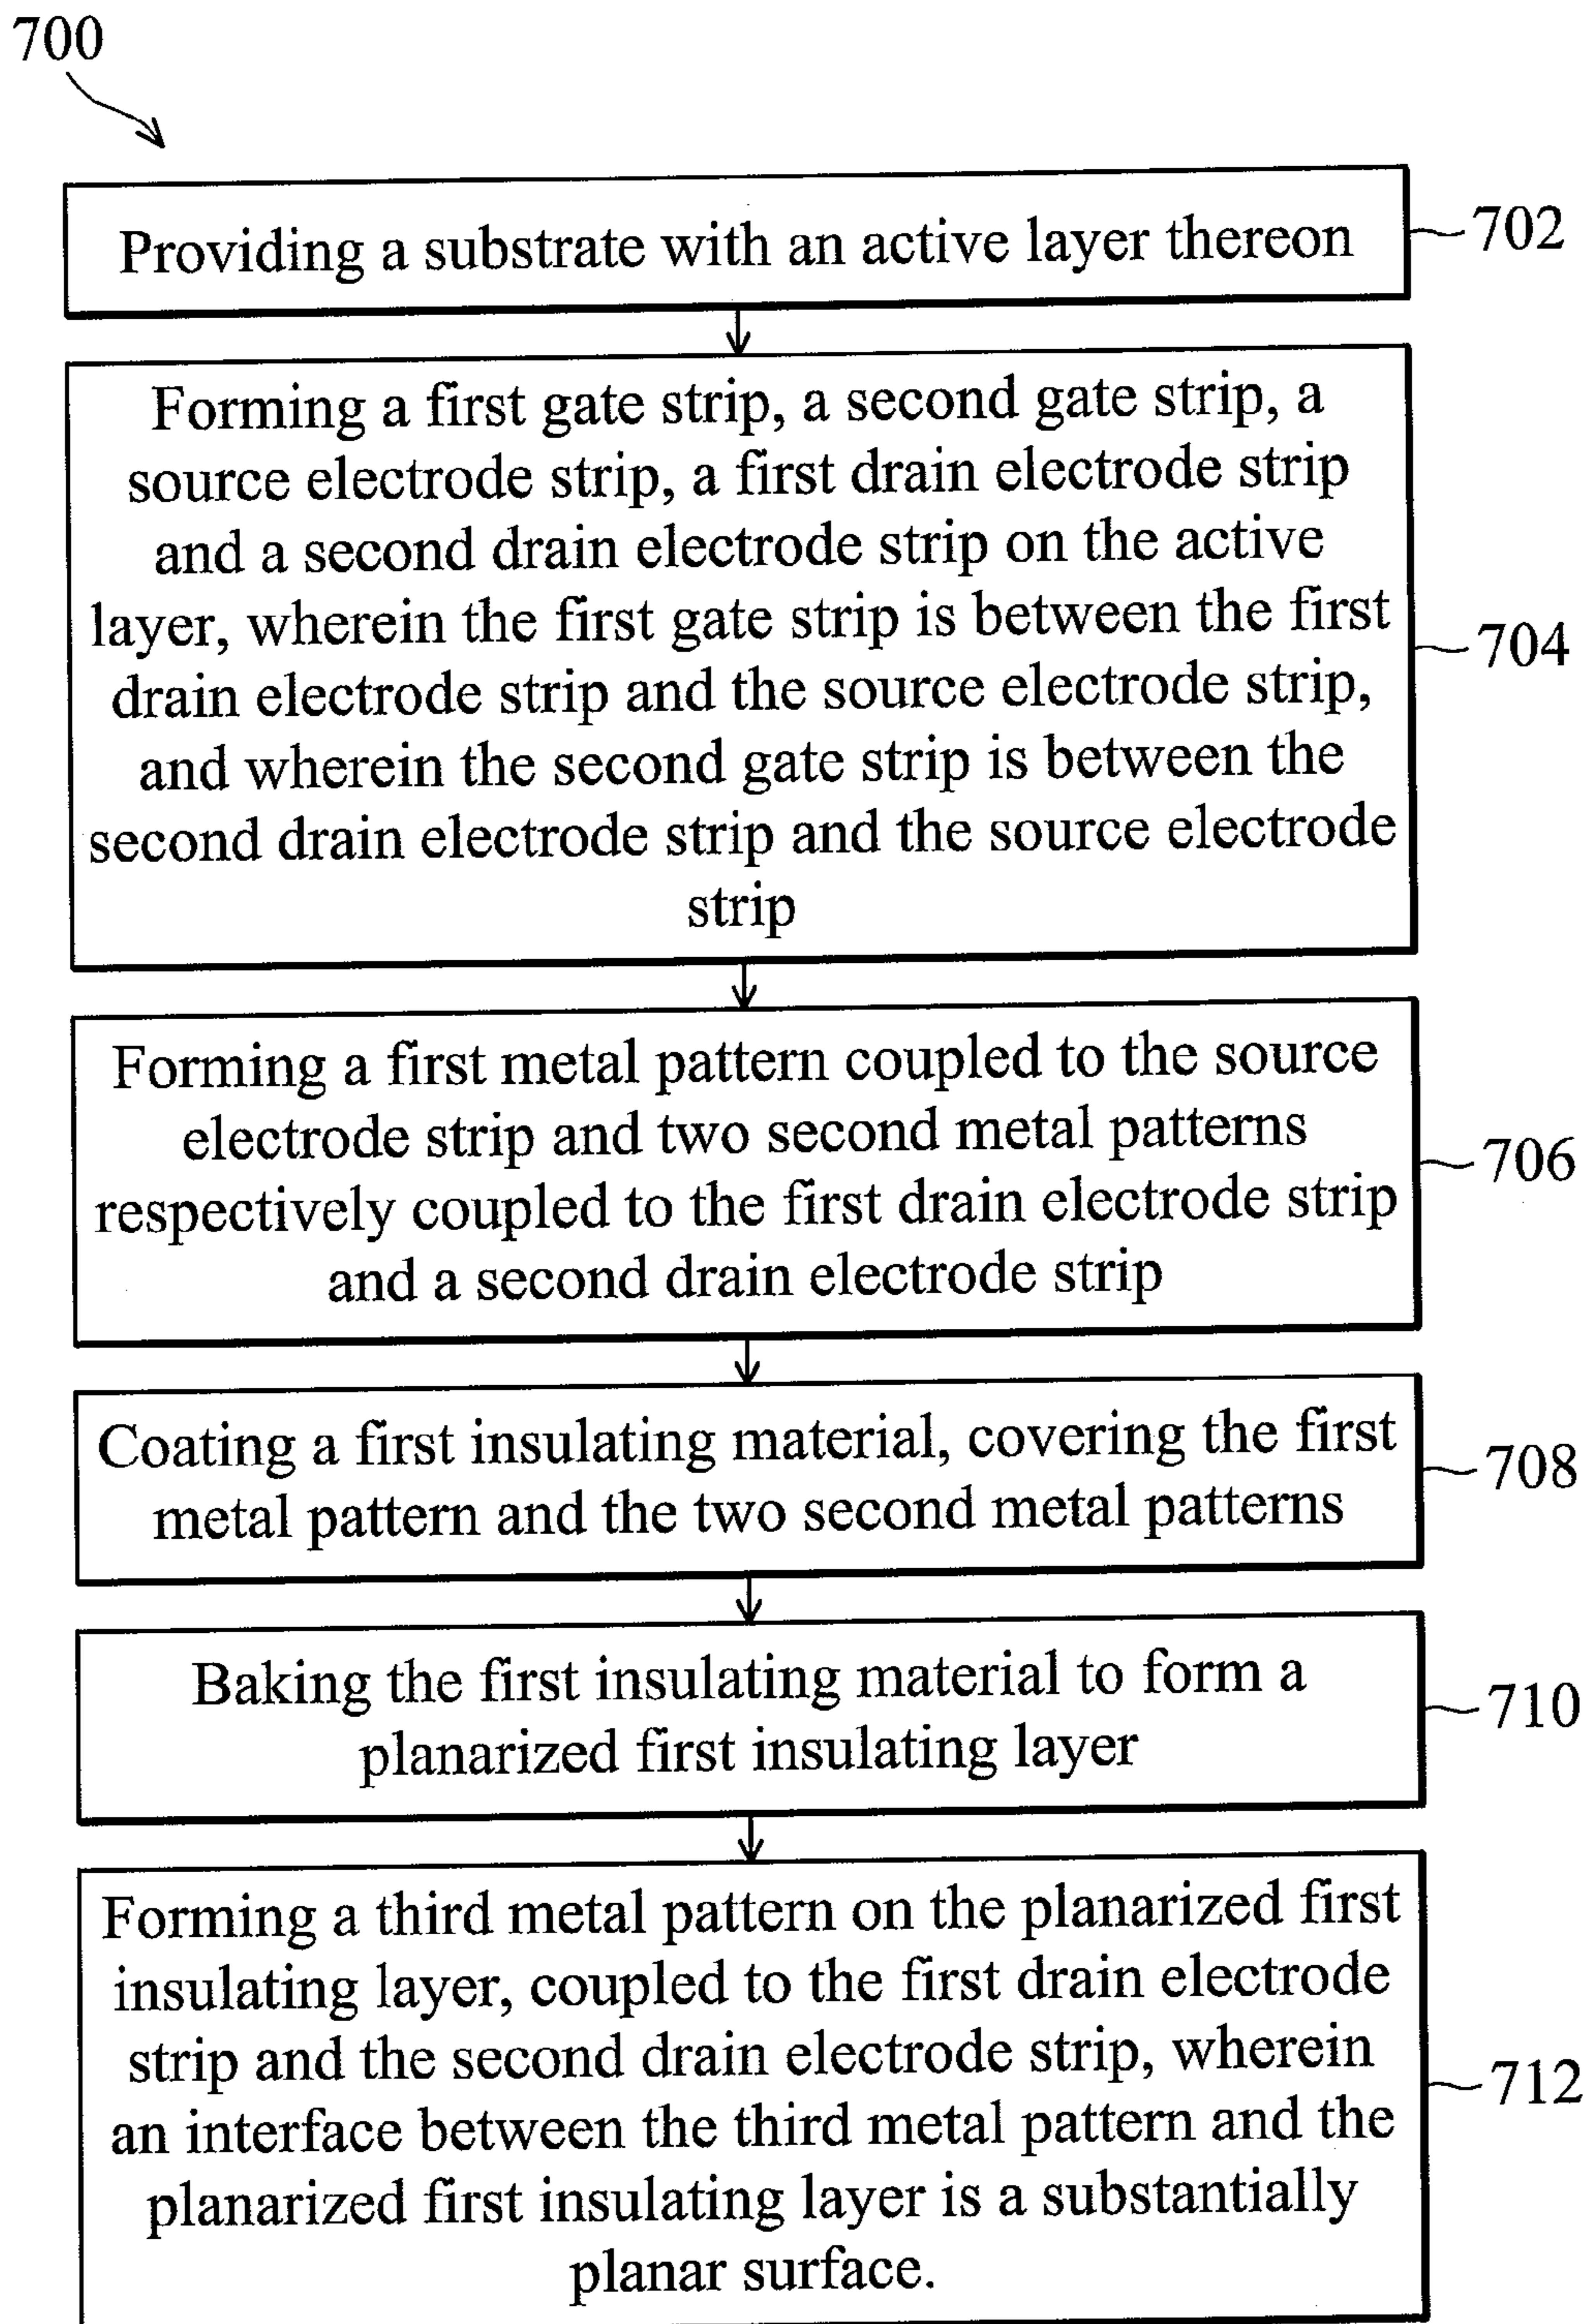 700
Providing a substrate with an active layer thereon
702
Forming a first gate strip, a second gate strip, a
source electrode strip, a first drain electrode strip
and a second drain electrode strip on the active
layer, wherein the first gate strip is between the first
drain electrode strip and the source electrode strip,
and wherein the second gate strip is between the
second drain electrode strip and the source electrode
strip
704
Forming a first metal pattern coupled to the source
electrode strip and two second metal patterns
respectively coupled to the first drain electrode strip
and a second drain electrode strip
706
Coating a first insulating material, covering the first
metal pattern and the two second metal patterns
708
Baking the first insulating material to form a
planarized first insulating layer
710
Forming a third metal pattern on the planarized first
insulating layer, coupled to the first drain electrode
strip and the second drain electrode strip, wherein
an interface between the third metal pattern and the
planarized first insulating layer is a substantially
planar surface.
712